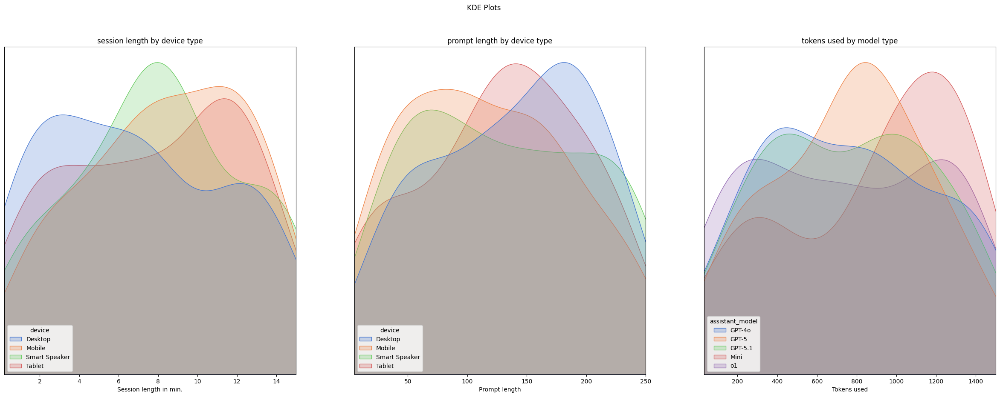 KDE Plots
session length by device type
device
Desktop
Mobile
Smart Speaker
Tablet
2 4 6 8 10 12 14
Session length in min.
prompt length by device type
device
Desktop
Mobile
Smart Speaker
Tablet
50 100 150 200 250
Prompt length
tokens used by model type
assistant_model
GPT-4o
GPT-5
GPT-5.1
Mini
o1
200 400 600 800 1000 1200 1400
Tokens used